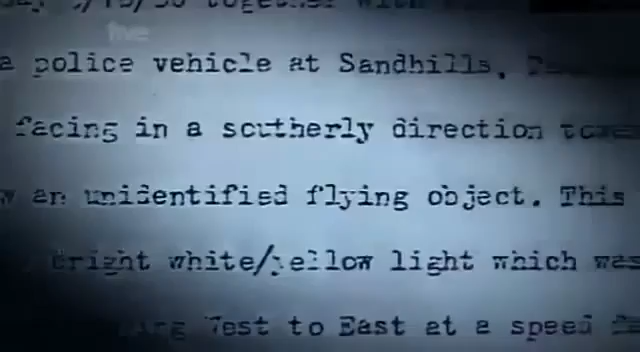 five
a police vehicle at Sandhills,
facing in a southerly direction
an unidentified flying object. This
bright white/yellow light which was
West to East at a speed